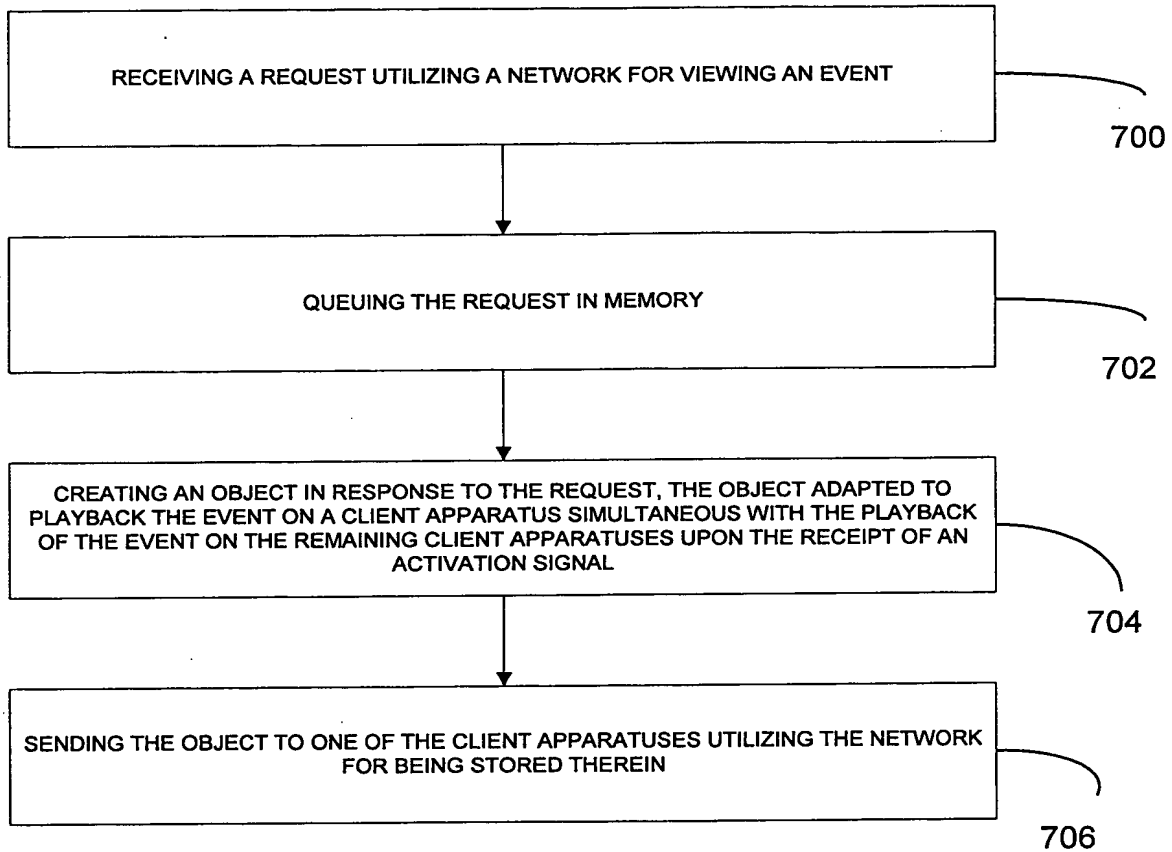 RECEIVING A REQUEST UTILIZING A NETWORK FOR VIEWING AN EVENT
700
QUEUING THE REQUEST IN MEMORY
702
CREATING AN OBJECT IN RESPONSE TO THE REQUEST, THE OBJECT ADAPTED TO
PLAYBACK THE EVENT ON A CLIENT APPARATUS SIMULTANEOUS WITH THE PLAYBACK
OF THE EVENT ON THE REMAINING CLIENT APPARATUSES UPON THE RECEIPT OF AN
ACTIVATION SIGNAL
704
SENDING THE OBJECT TO ONE OF THE CLIENT APPARATUSES UTILIZING THE NETWORK
FOR BEING STORED THEREIN
706